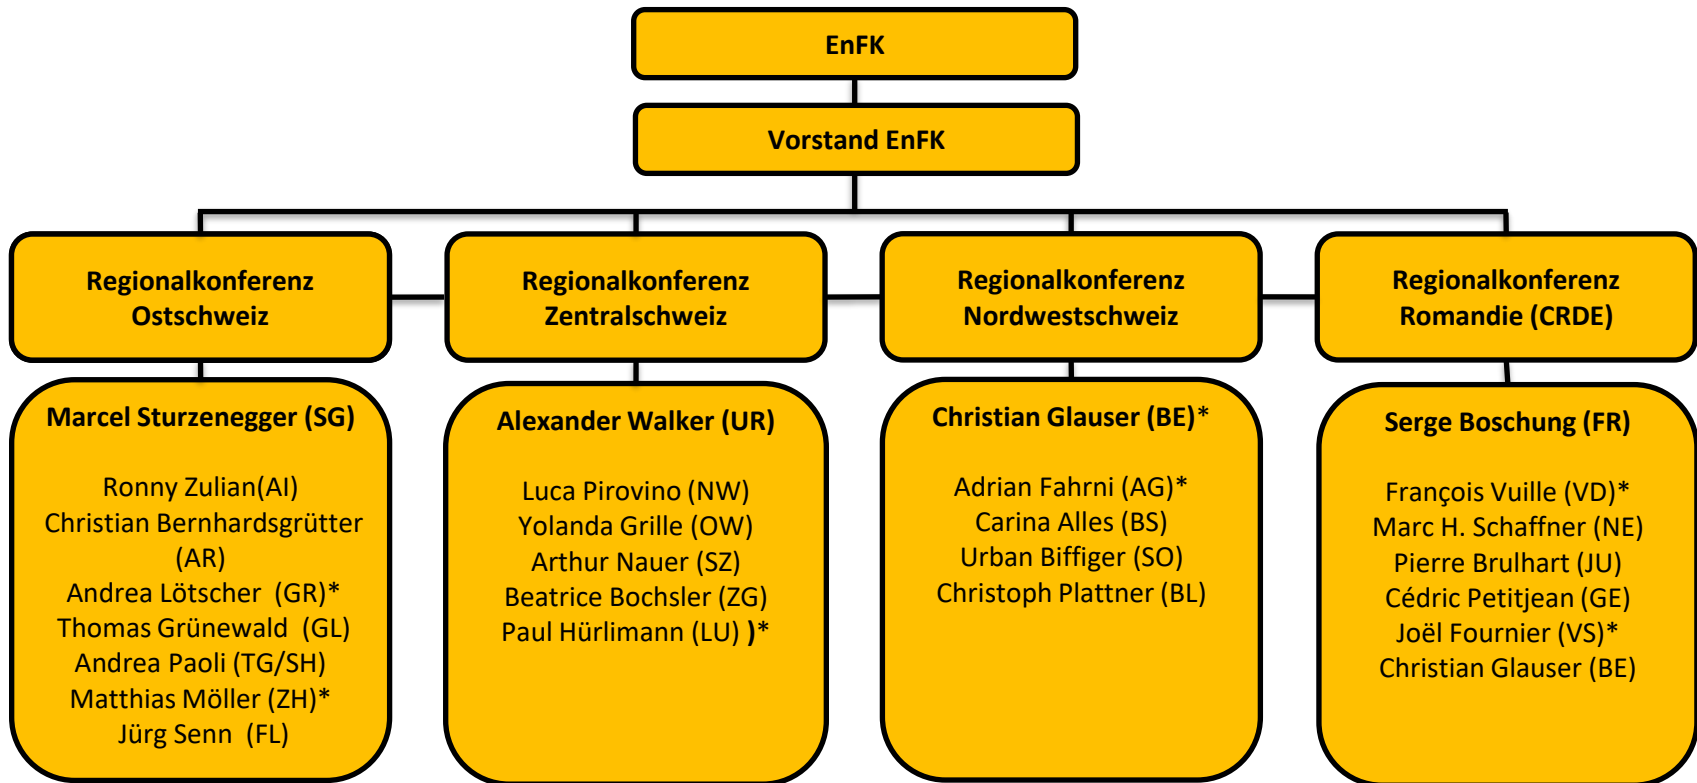 EnFK
Vorstand EnFK
Regionalkonferenz
Ostschweiz
Regionalkonferenz
Zentralschweiz
Regionalkonferenz
Nordwestschweiz
Regionalkonferenz
Romandie (CRDE)
Marcel Sturzenegger (SG)
Ronny Zulian(AI)
Christian Bernhardsgrütter
(AR)
Andrea Lötscher  (GR)*
Thomas Grünewald  (GL)
Andrea Paoli (TG/SH)
Matthias Möller (ZH)*
Jürg Senn  (FL)
Alexander Walker (UR)
Luca Pirovino (NW)
Yolanda Grille (OW)
Arthur Nauer (SZ)
Beatrice Bochsler (ZG)
Paul Hürlimann (LU) )*
Christian Glauser (BE)*
Adrian Fahrni (AG)*
Carina Alles (BS)
Urban Biffiger (SO)
Christoph Plattner (BL)
Serge Boschung (FR)
François Vuille (VD)*
Marc H. Schaffner (NE)
Pierre Brulhart (JU)
Cédric Petitjean (GE)
Joël Fournier (VS)*
Christian Glauser (BE)